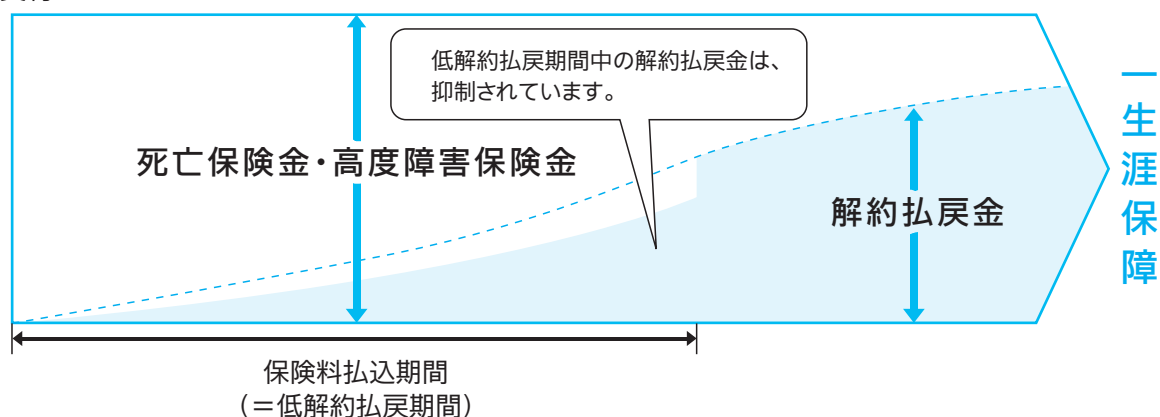 低解約払戻期間中の解約払戻金は、
抑制されています。
死亡保険金・高度障害保険金
解約払戻金
一生涯保障
保険料払込期間
（＝低解約払戻期間）